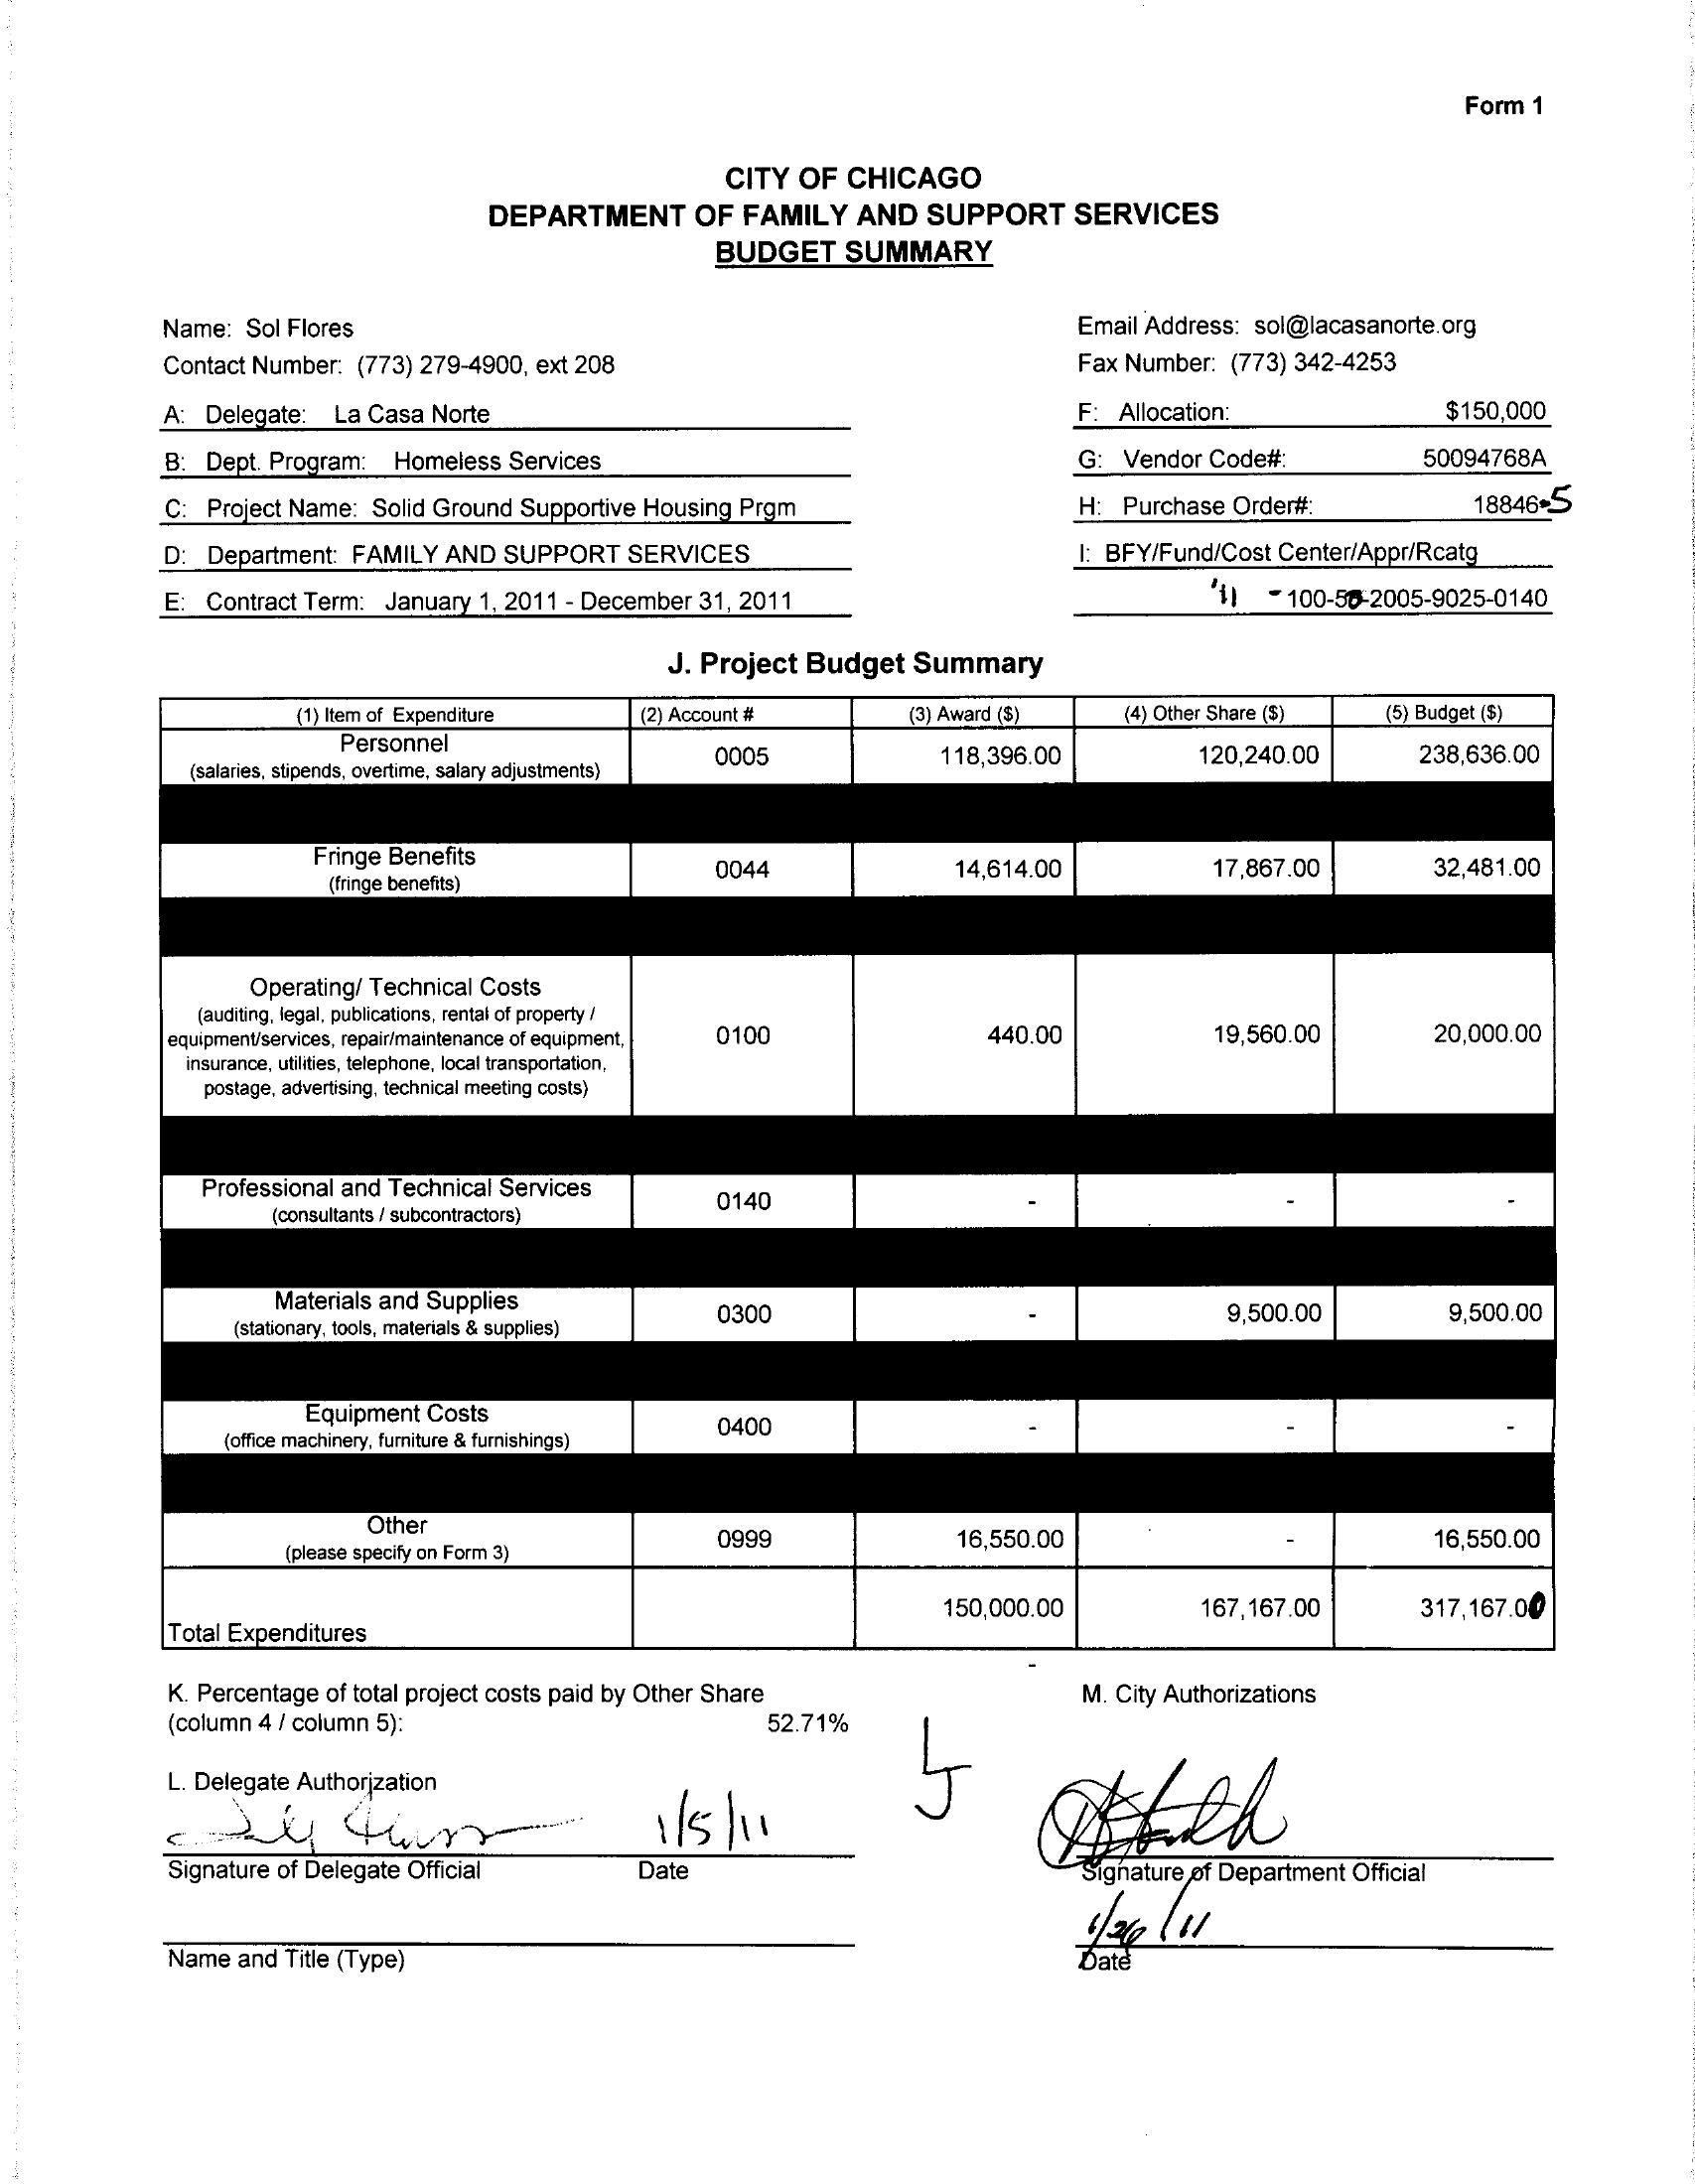 Form 1
CITY OF CHICAGO
DEPARTMENT OF FAMILY AND SUPPORT SERVICES
BUDGET SUMMARY
Name: Sol Flores
Email Address: sol@lacasanorte.org
Contact Number: (773) 279-4900, ext 208
Fax Number: (773) 342-4253
A: Delegate: La Casa Norte
F: Allocation: $150,000
B: Dept. Program: Homeless Services
G: Vendor Code#: 50094768A
C: Project Name: Solid Ground Supportive Housing Prgm
H: Purchase Order#: 18846-5
D: Department: FAMILY AND SUPPORT SERVICES
I: BFY/Fund/Cost Center/Appr/Rcatg
E: Contract Term: January 1, 2011 - December 31, 2011
'11 - 100-50-2005-9025-0140
J. Project Budget Summary
(1) Item of Expenditure (2) Account # (3) Award ($) (4) Other Share ($) (5) Budget ($)
Personnel
(salaries, stipends, overtime, salary adjustments) 0005 118,396.00 120,240.00 238,636.00
Fringe Benefits
(fringe benefits) 0044 14,614.00 17,867.00 32,481.00
Operating/ Technical Costs
(auditing, legal, publications, rental of property /
equipment/services, repair/maintenance of equipment, 0100 440.00 19,560.00 20,000.00
insurance, utilities, telephone, local transportation,
postage, advertising, technical meeting costs)
Professional and Technical Services
(consultants / subcontractors) 0140 - - -
Materials and Supplies
(stationary, tools, materials & supplies) 0300 - 9,500.00 9,500.00
Equipment Costs
(office machinery, furniture & furnishings) 0400 - - -
Other
(please specify on Form 3) 0999 16,550.00 - 16,550.00
150,000.00 167,167.00 317,167.00
Total Expenditures
K. Percentage of total project costs paid by Other Share
M. City Authorizations
(column 4 / column 5): 52.71%
L. Delegate Authorization
1/5/11
Signature of Delegate Official Date
Signature of Department Official
1/26/11
Name and Title (Type)
Date